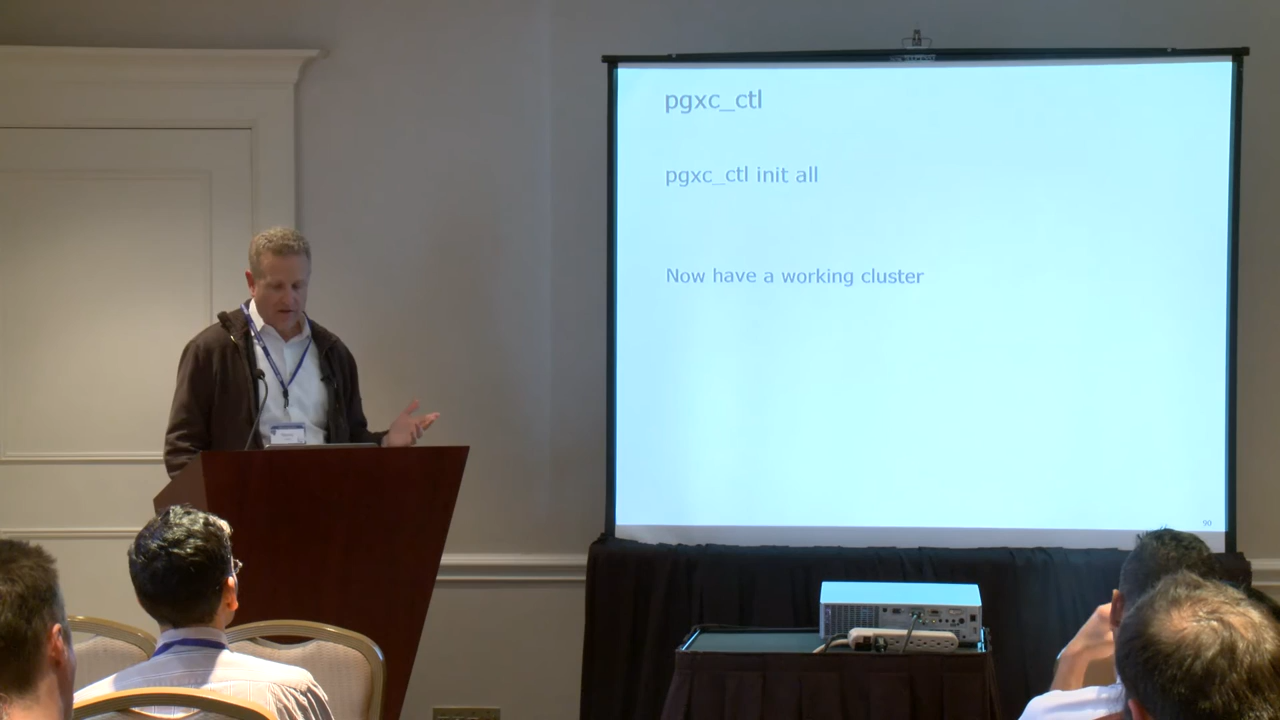 pgxc_ctl
pgxc_ctl init all
Now have a working cluster
90